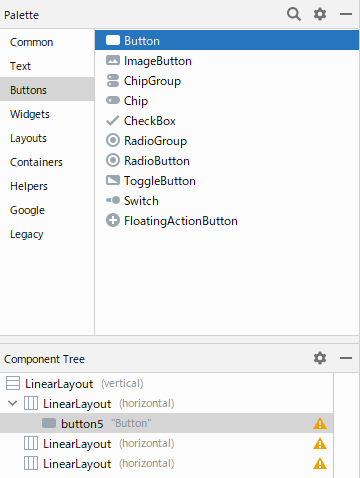 Palette
Common
Text
Buttons
Widgets
Layouts
Containers
Helpers
Google
Legacy
Button
ImageButton
ChipGroup
Chip
CheckBox
RadioGroup
RadioButton
ToggleButton
Switch
FloatingActionButton
Component Tree
LinearLayout (vertical)
LinearLayout (horizontal)
button5 "Button"
LinearLayout (horizontal)
LinearLayout (horizontal)